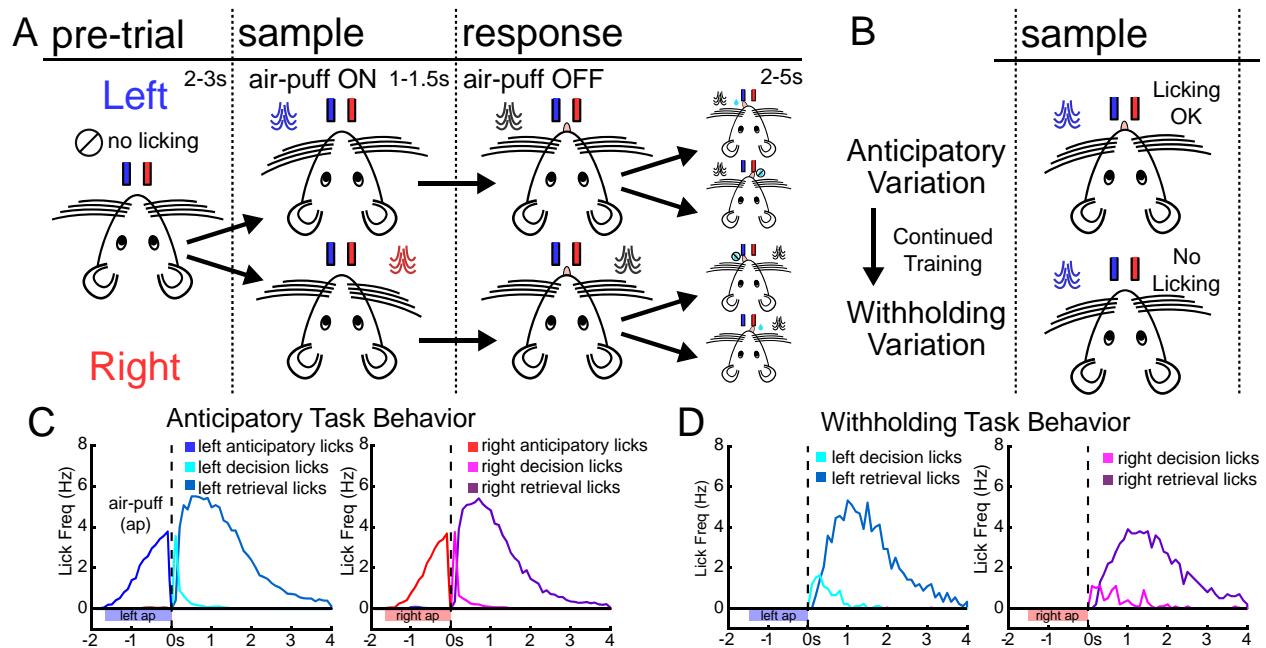 A
pre-trial
sample
response
2-3s
air-puff ON
1-1.5s
air-puff OFF
2-5s
Left
no licking
Right
B
sample
Licking
OK
Anticipatory
Variation
Continued
Training
No
Licking
Withholding
Variation
C
Anticipatory Task Behavior
Lick Freq (Hz)
8
6
4
2
0
left anticipatory licks
left decision licks
left retrieval licks
air-puff
(ap)
left ap
-2
-1
0s
1
2
3
4
Lick Freq (Hz)
8
6
4
2
0
right anticipatory licks
right decision licks
right retrieval licks
right ap
-2
-1
0s
1
2
3
4
D
Withholding Task Behavior
Lick Freq (Hz)
8
6
4
2
0
left decision licks
left retrieval licks
left ap
-2
-1
0s
1
2
3
4
Lick Freq (Hz)
8
6
4
2
0
right decision licks
right retrieval licks
right ap
-2
-1
0s
1
2
3
4